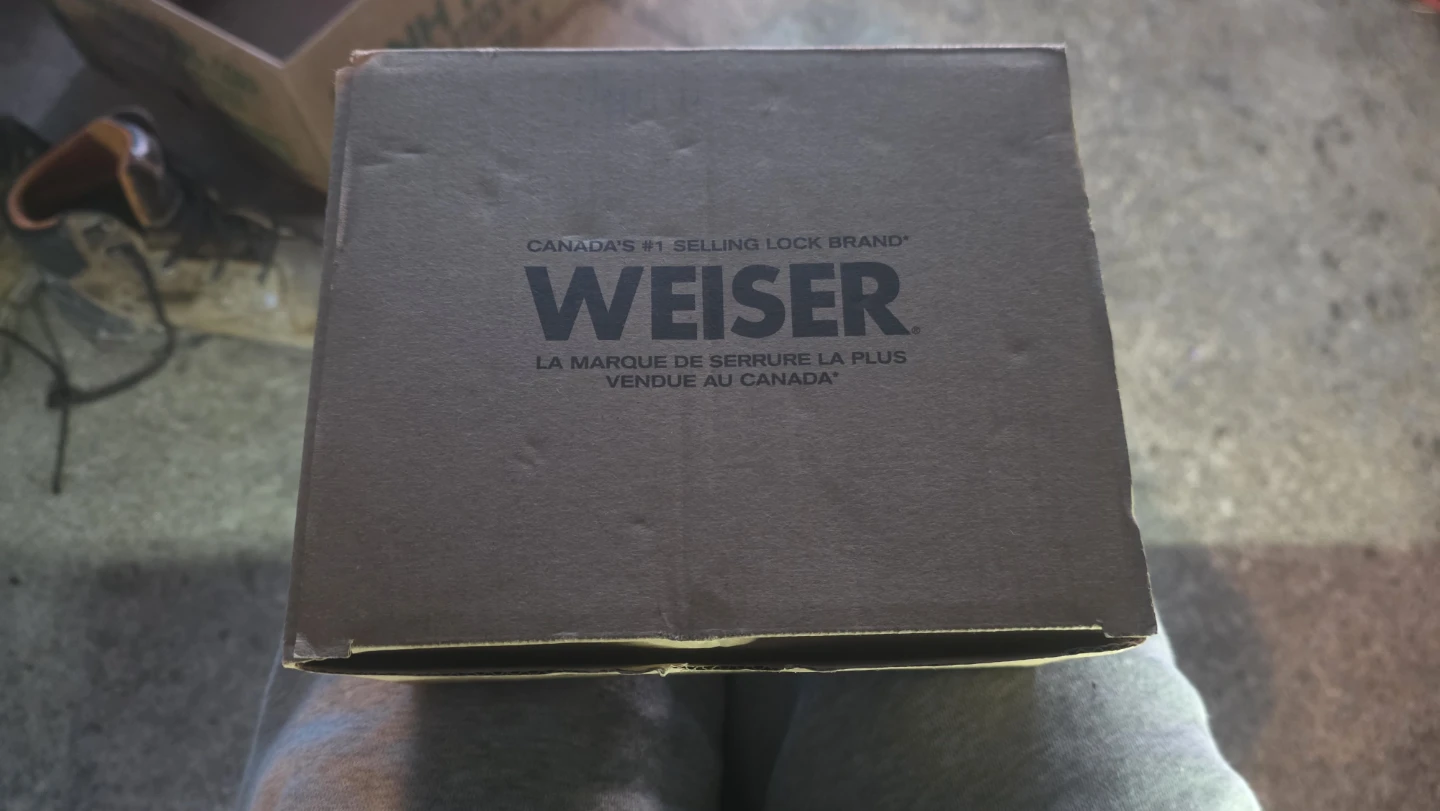 CANADA'S #1 SELLING LOCK BRAND*
WEISER®
LA MARQUE DE SERRURE LA PLUS
VENDUE AU CANADA*